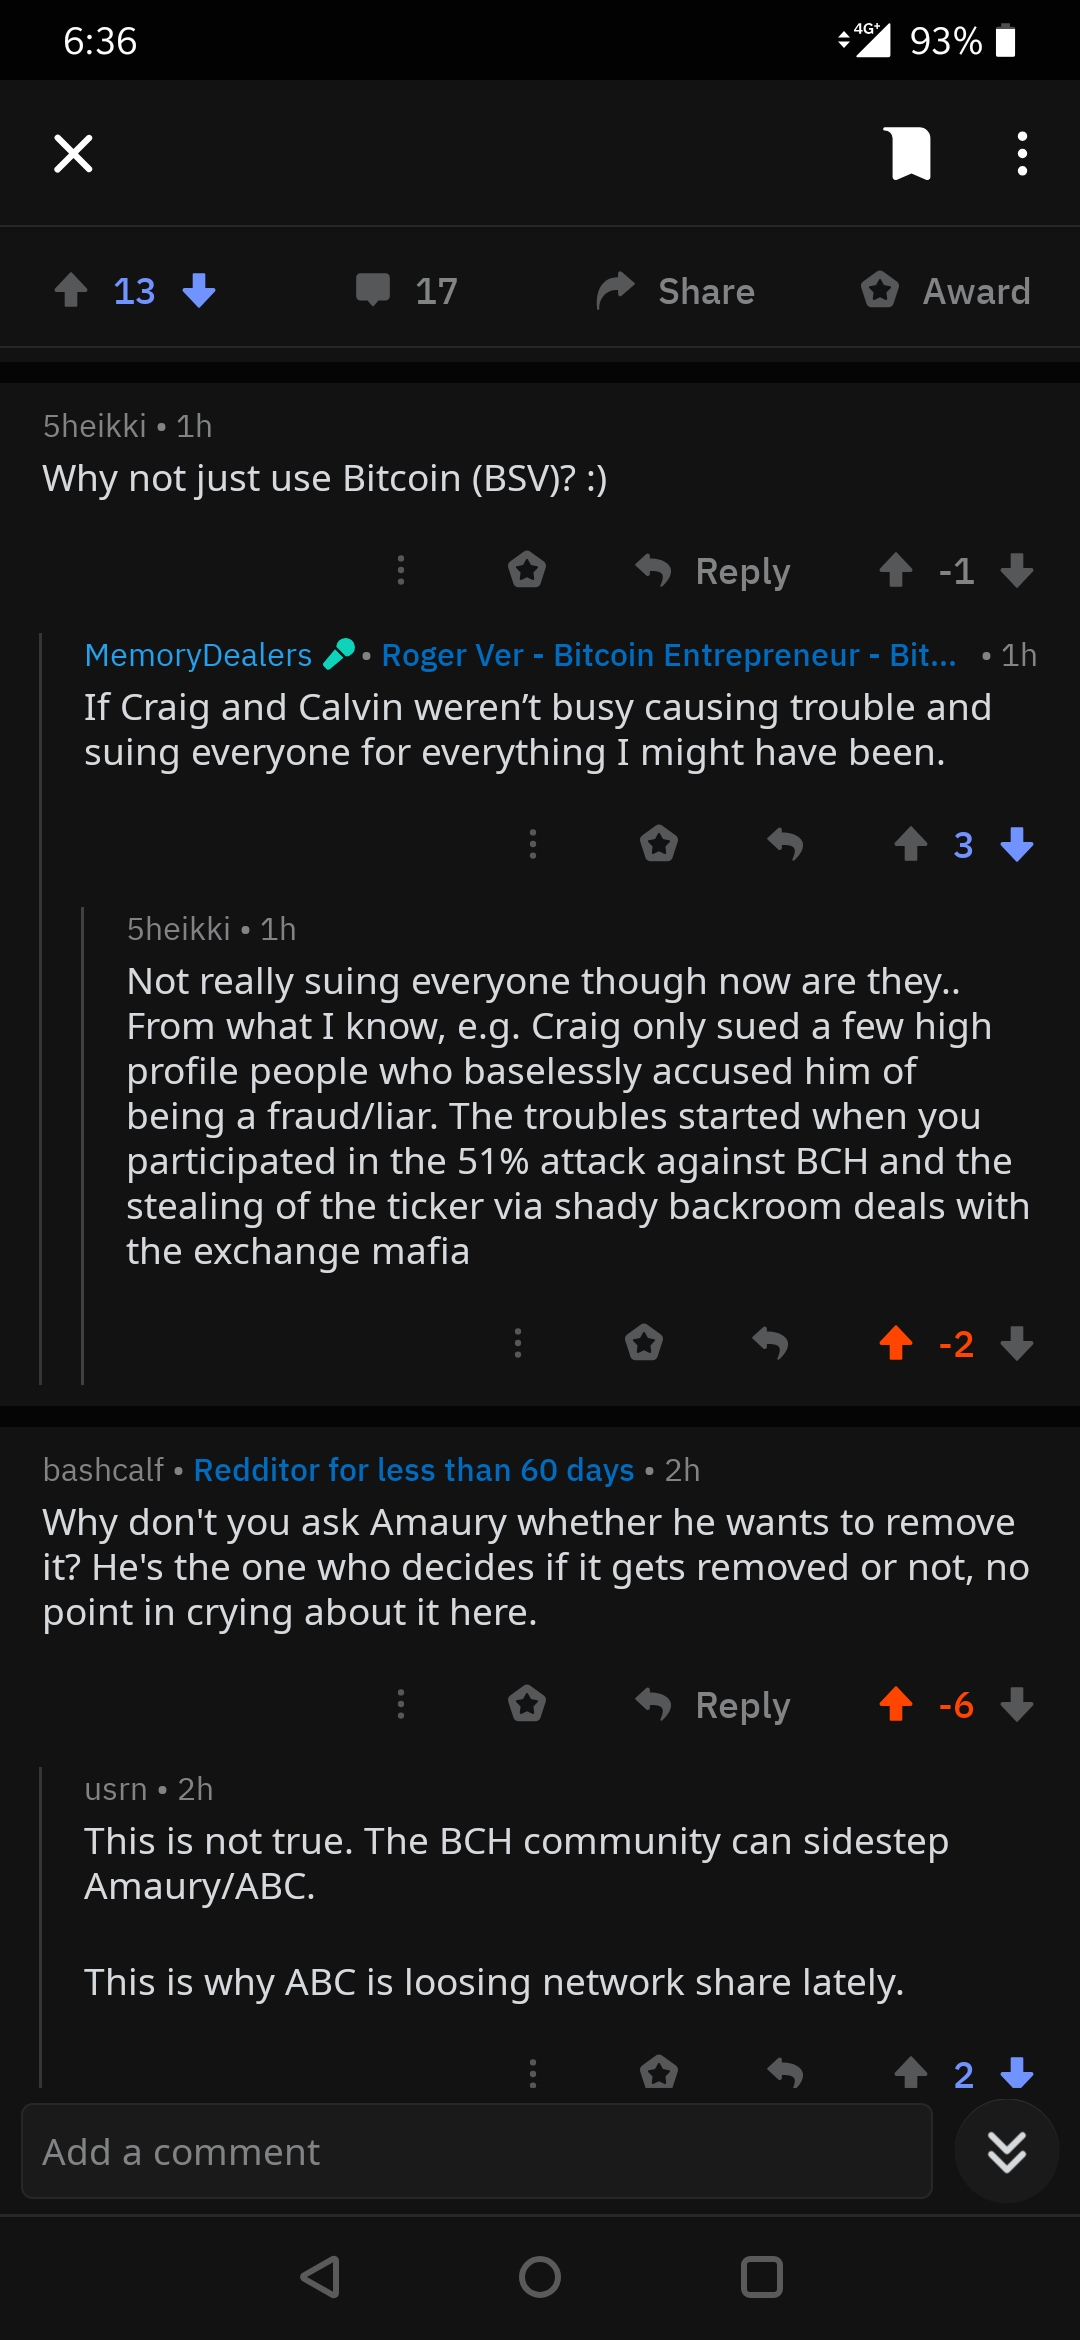 6:36
4G+ 93%
13 17 Share Award
5heikki • 1h
Why not just use Bitcoin (BSV)? :)
Reply -1
MemoryDealers • Roger Ver - Bitcoin Entrepreneur - Bit... • 1h
If Craig and Calvin weren’t busy causing trouble and
suing everyone for everything I might have been.
3
5heikki • 1h
Not really suing everyone though now are they..
From what I know, e.g. Craig only sued a few high
profile people who baselessly accused him of
being a fraud/liar. The troubles started when you
participated in the 51% attack against BCH and the
stealing of the ticker via shady backroom deals with
the exchange mafia
-2
bashcalf • Redditor for less than 60 days • 2h
Why don't you ask Amaury whether he wants to remove
it? He's the one who decides if it gets removed or not, no
point in crying about it here.
Reply -6
usrn • 2h
This is not true. The BCH community can sidestep
Amaury/ABC.
This is why ABC is loosing network share lately.
2
Add a comment